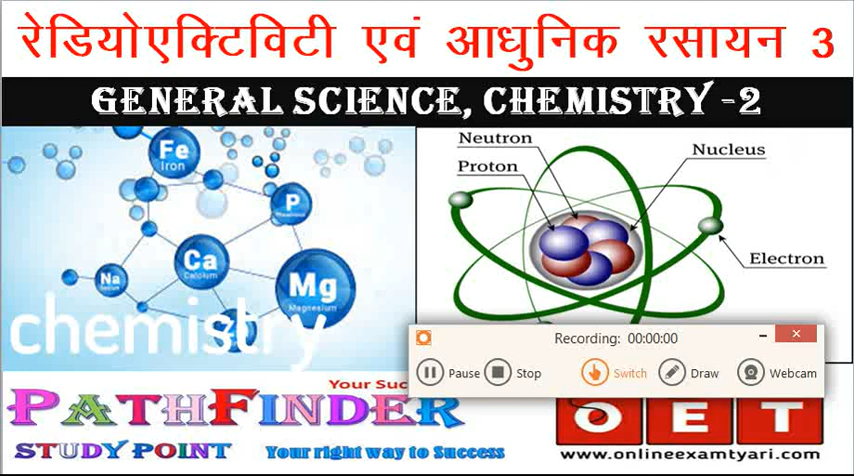 रेडियोएक्टिविटी एवं आधुनिक रसायन 3
GENERAL SCIENCE, CHEMISTRY -2
Fe
Iron
P
Ca
Calcium
Na
Mg
Magnesium
chemistry
Neutron
Proton
Nucleus
Electron
Recording: 00:00:00
Pause Stop Switch Draw Webcam
Your Suc
PATHFINDER
STUDY POINT Your right way to Success
OET
www.onlineexamtyari.com